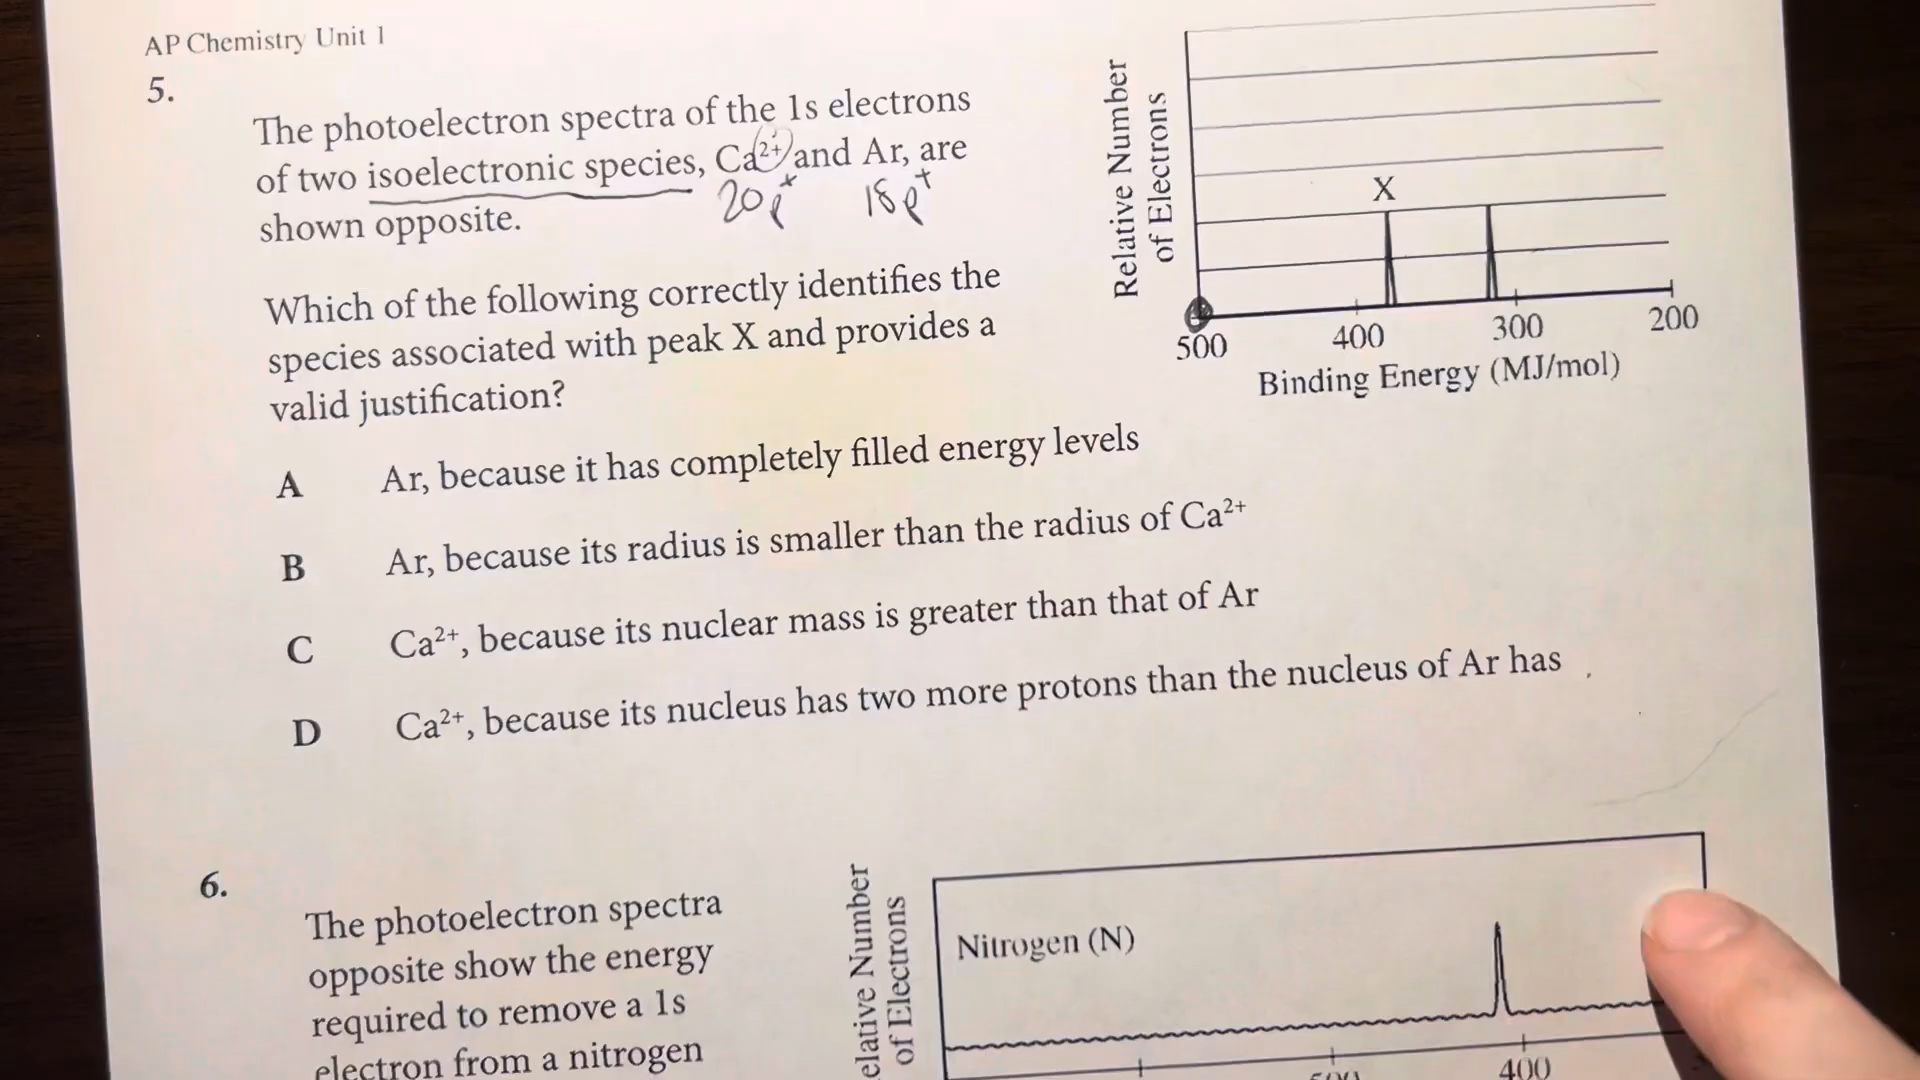 AP Chemistry Unit 1
5.
The photoelectron spectra of the 1s electrons
of two isoelectronic species, Ca²⁺ and Ar, are
20p⁺ 18p⁺
shown opposite.
Which of the following correctly identifies the
species associated with peak X and provides a
valid justification?
Relative Number
of Electrons
X
500 400 300 200
Binding Energy (MJ/mol)
A Ar, because it has completely filled energy levels
B Ar, because its radius is smaller than the radius of Ca²⁺
C Ca²⁺, because its nuclear mass is greater than that of Ar
D Ca²⁺, because its nucleus has two more protons than the nucleus of Ar has
6.
The photoelectron spectra
opposite show the energy
required to remove a 1s
electron from a nitrogen
elative Number
of Electrons
Nitrogen (N)
400